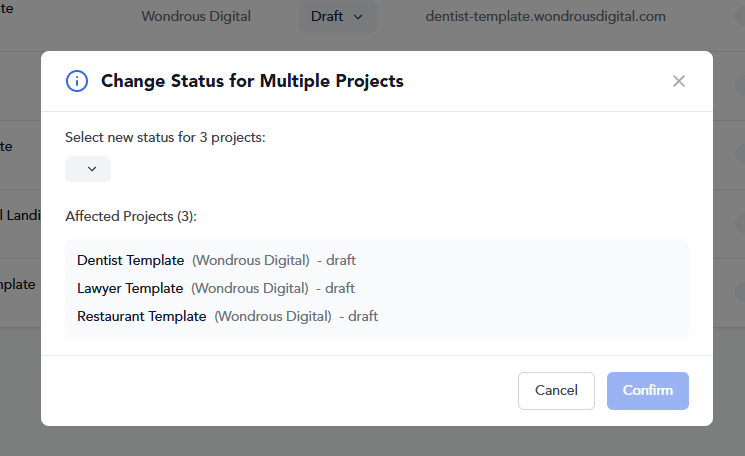 te
Wondrous Digital
Draft
dentist-template.wondrousdigital.com
Change Status for Multiple Projects
Select new status for 3 projects:
te
l Landi
Affected Projects (3):
Dentist Template (Wondrous Digital) - draft
mplate
Lawyer Template (Wondrous Digital) - draft
Restaurant Template (Wondrous Digital) - draft
Cancel
Confirm